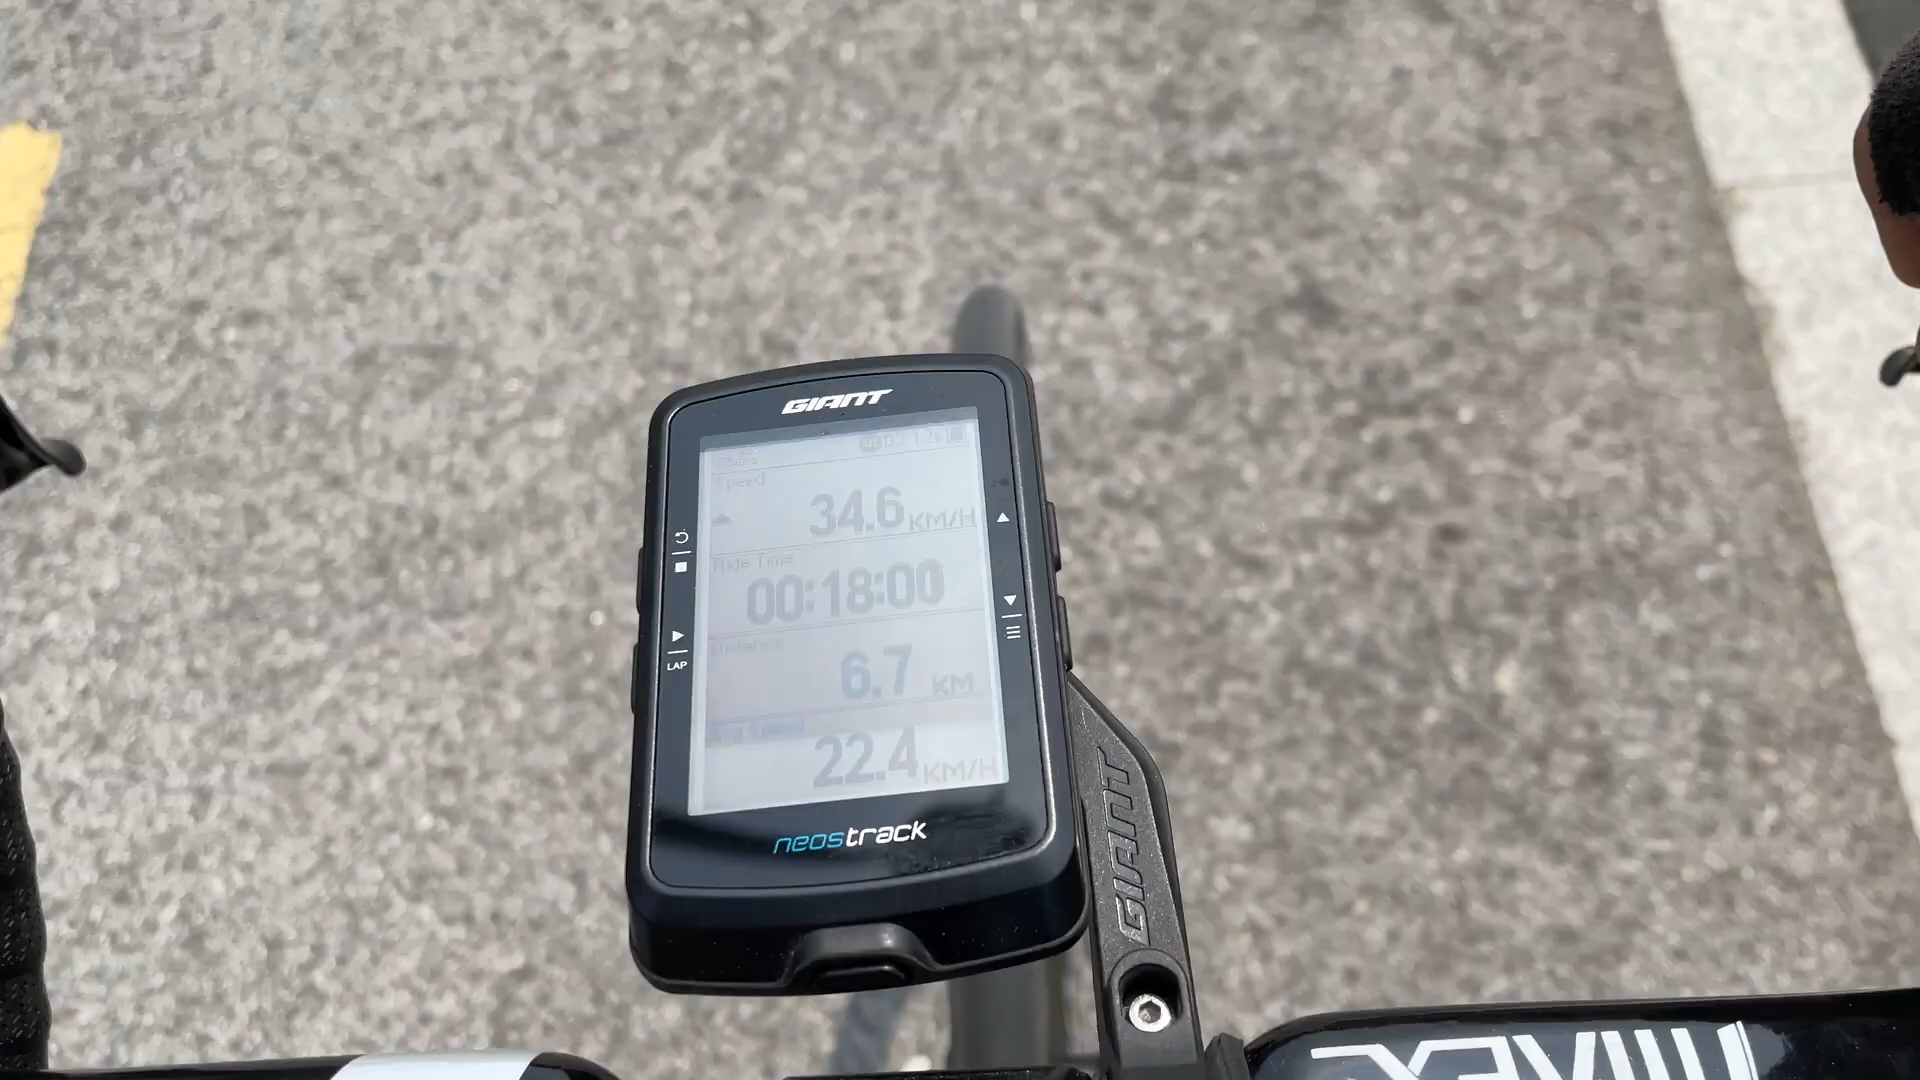 GIANT
Speed
34.6 KM/H
Ride Time
00:18:00
Distance
6.7 KM
22.4 KM/H
LAP
neostrack
GIANT